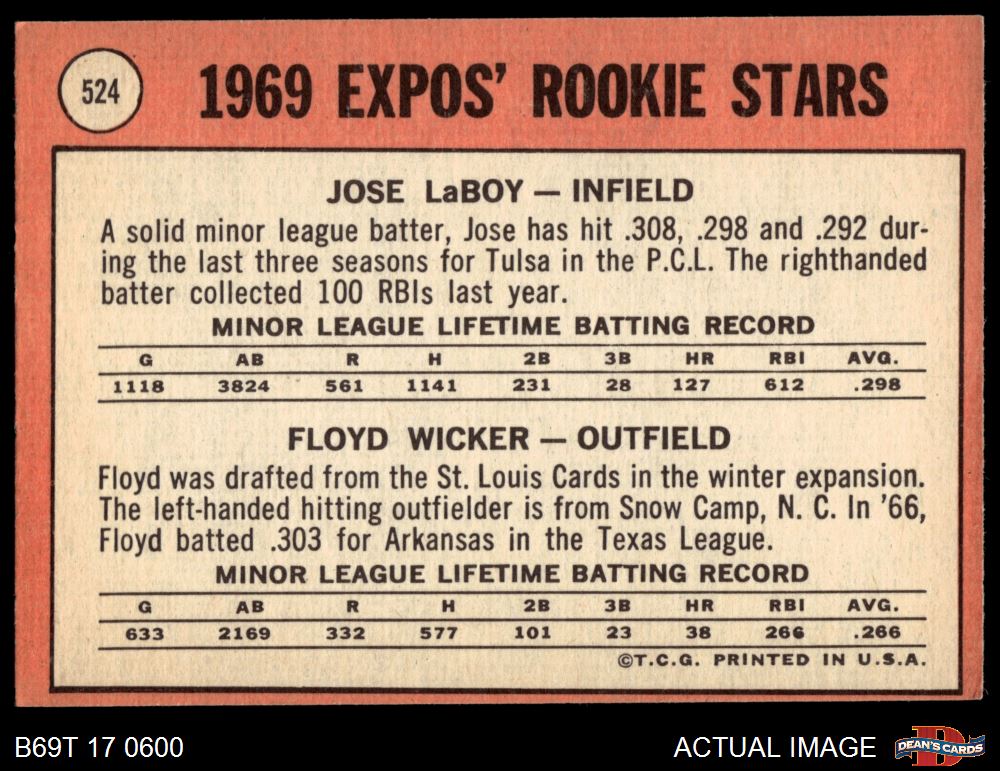 524
1969 EXPOS' ROOKIE STARS
JOSE LaBOY — INFIELD
A solid minor league batter, Jose has hit .308, .298 and .292 dur-
ing the last three seasons for Tulsa in the P.C.L. The righthanded
batter collected 100 RBIs last year.
MINOR LEAGUE LIFETIME BATTING RECORD
G AB R H 2B 3B HR RBI AVG.
1118 3824 561 1141 231 28 127 612 .298
FLOYD WICKER — OUTFIELD
Floyd was drafted from the St. Louis Cards in the winter expansion.
The left-handed hitting outfielder is from Snow Camp, N. C. In '66,
Floyd batted .303 for Arkansas in the Texas League.
MINOR LEAGUE LIFETIME BATTING RECORD
G AB R H 2B 3B HR RBI AVG.
633 2169 332 577 101 23 38 266 .266
©T.C.G. PRINTED IN U.S.A.
B69T 17 0600
ACTUAL IMAGE
D
DEAN'S CARDS